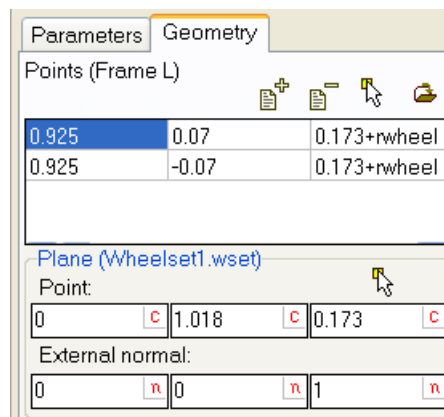 Parameters Geometry
Points (Frame L)
0.925 0.07 0.173+rwheel
0.925 -0.07 0.173+rwheel
Plane (Wheelset1.wset)
Point:
0 C 1.018 C 0.173 C
External normal:
0 n 0 n 1 n